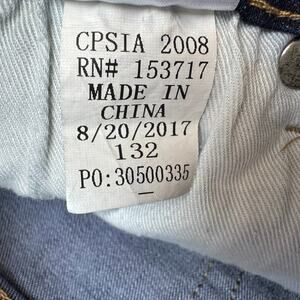 CPSIA 2008
RN# 153717
MADE IN
CHINA
8/20/2017
132
PO:30500335